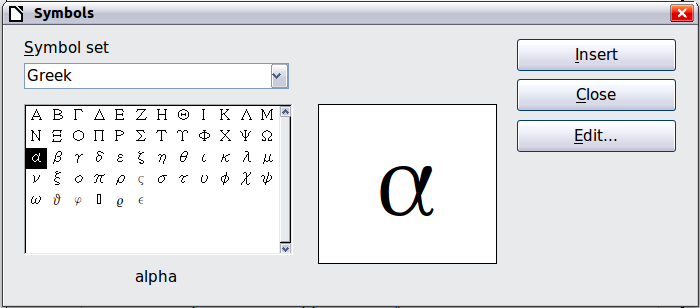 Symbols
Symbol set
Greek
Α Β Γ Δ Ε Ζ Η Θ Ι Κ Λ Μ
Ν Ξ Ο Π Ρ Σ Τ Υ Φ Χ Ψ Ω
α β γ δ ε ζ η θ ι κ λ μ
ν ξ ο π ρ ς σ τ υ ϕ χ ψ
ω ϑ φ ▯ ϱ ϵ
alpha
α
Insert
Close
Edit...